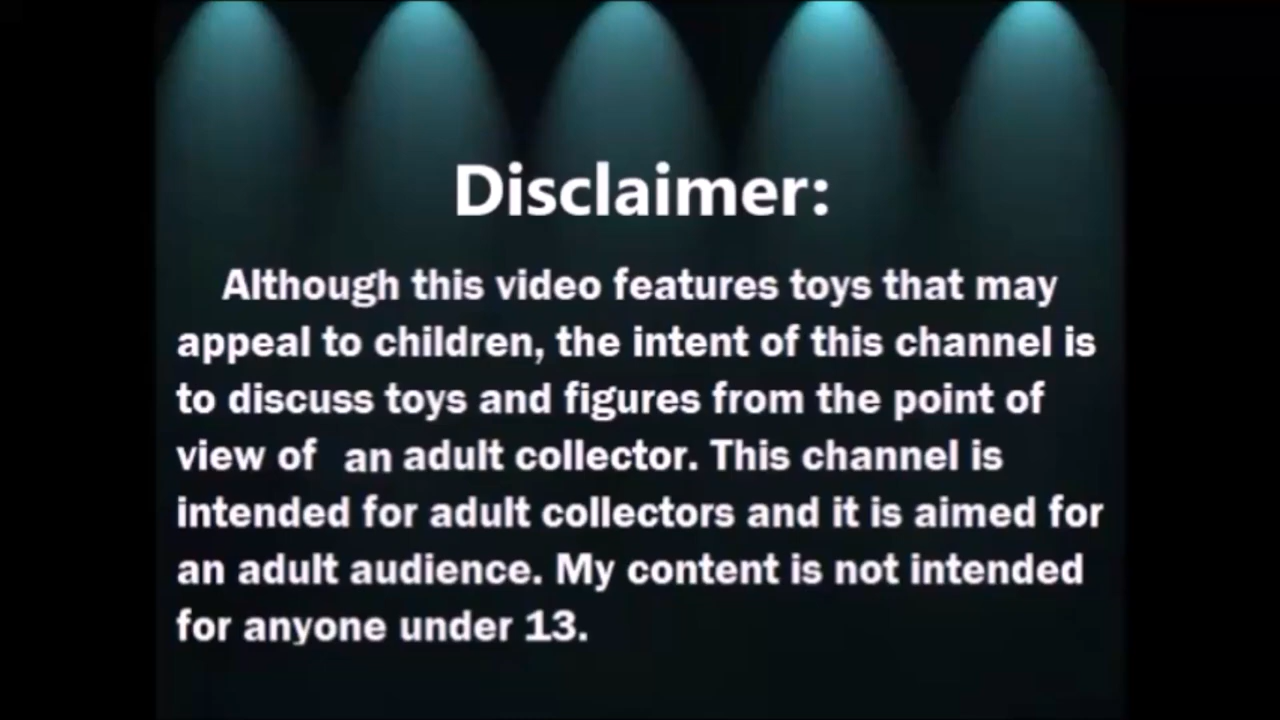 Disclaimer:
Although this video features toys that may
appeal to children, the intent of this channel is
to discuss toys and figures from the point of
view of an adult collector. This channel is
intended for adult collectors and it is aimed for
an adult audience. My content is not intended
for anyone under 13.